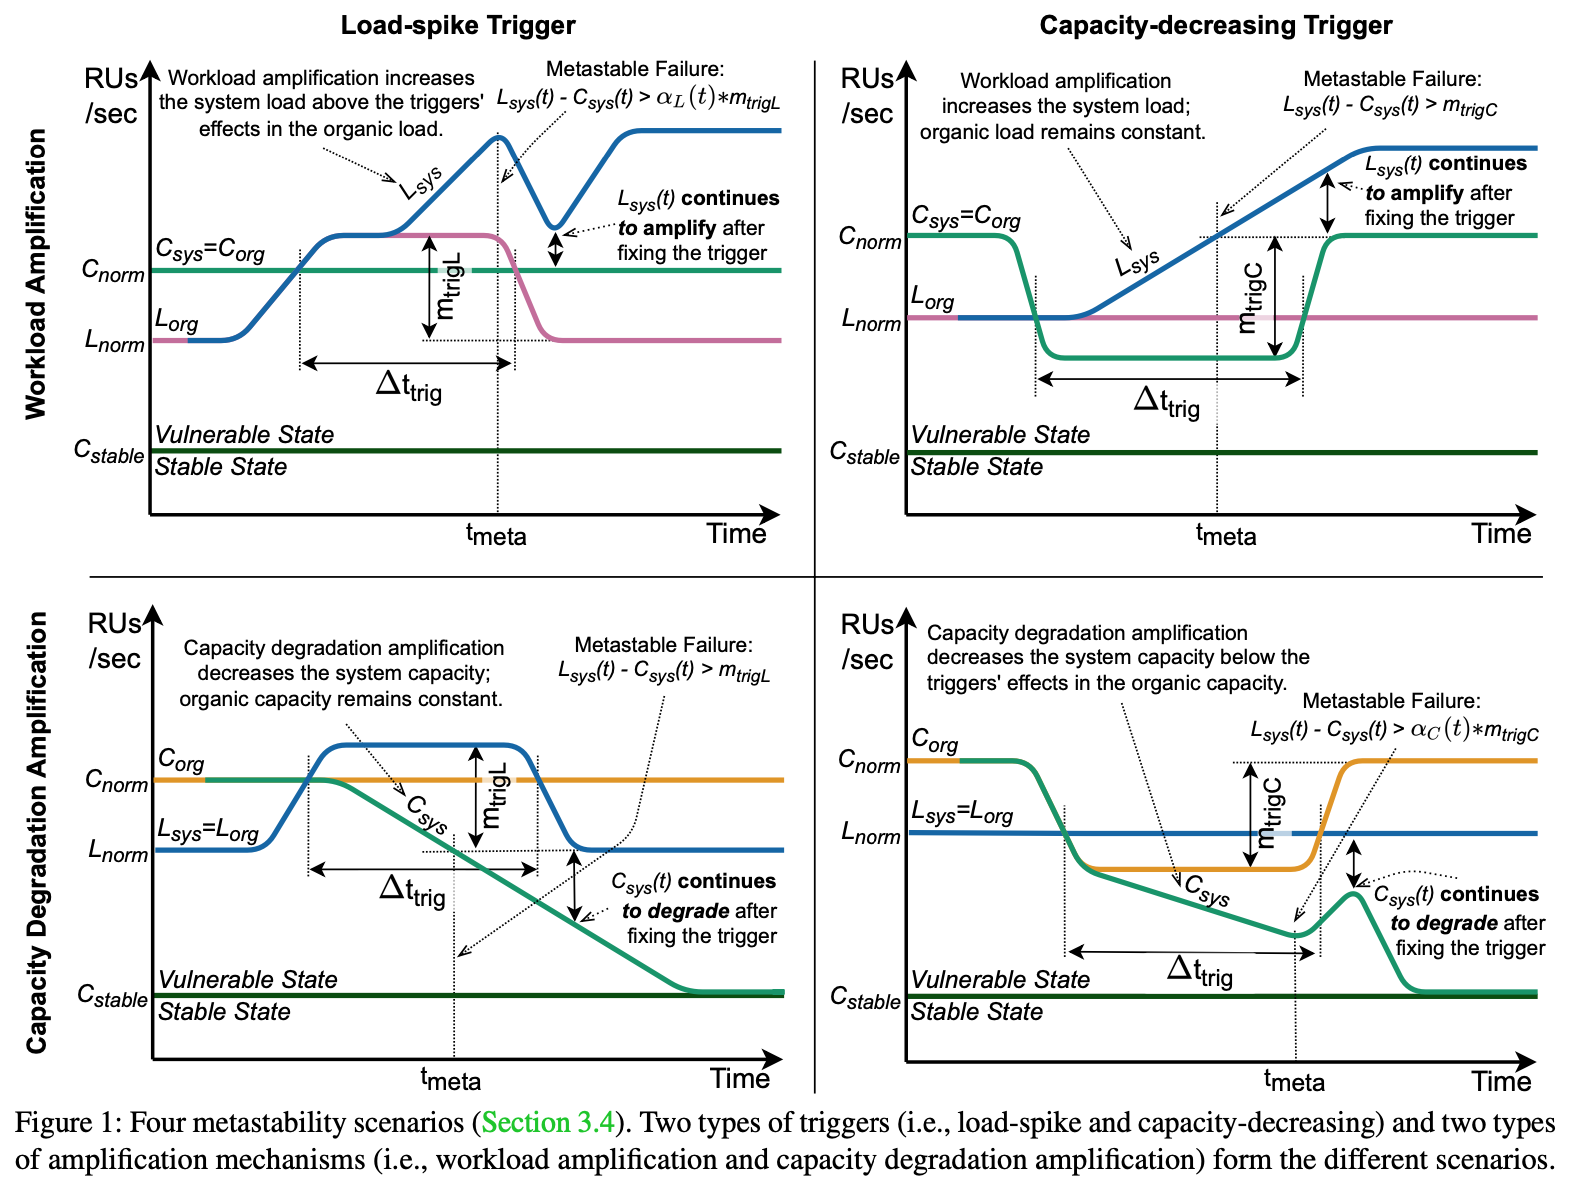 Load-spike Trigger
Capacity-decreasing Trigger
Workload Amplification
RUs
/sec
Workload amplification increases
the system load above the triggers'
effects in the organic load.
Metastable Failure:
Lsys(t) - Csys(t) > αL(t)*mtrigL
Lsys
Lsys(t) continues
to amplify after
fixing the trigger
Csys=Corg
Cnorm
mtrigL
Lorg
Lnorm
Δttrig
Vulnerable State
Cstable
Stable State
tmeta
Time
RUs
/sec
Workload amplification
increases the system load;
organic load remains constant.
Metastable Failure:
Lsys(t) - Csys(t) > mtrigC
Lsys(t) continues
to amplify after
fixing the trigger
Csys=Corg
Cnorm
Lsys
mtrigC
Lorg
Lnorm
Δttrig
Vulnerable State
Cstable
Stable State
tmeta
Time
Capacity Degradation Amplification
RUs
/sec
Capacity degradation amplification
decreases the system capacity;
organic capacity remains constant.
Metastable Failure:
Lsys(t) - Csys(t) > mtrigL
Corg
Cnorm
Csys
mtrigL
Lsys=Lorg
Lnorm
Δttrig
Csys(t) continues
to degrade after
fixing the trigger
Vulnerable State
Cstable
Stable State
tmeta
Time
RUs
/sec
Capacity degradation amplification
decreases the system capacity below the
triggers' effects in the organic capacity.
Metastable Failure:
Lsys(t) - Csys(t) > αC(t)*mtrigC
Corg
Cnorm
mtrigC
Lsys=Lorg
Lnorm
Csys
Csys(t) continues
to degrade after
fixing the trigger
Δttrig
Vulnerable State
Cstable
Stable State
tmeta
Time
Figure 1: Four metastability scenarios (Section 3.4). Two types of triggers (i.e., load-spike and capacity-decreasing) and two types
of amplification mechanisms (i.e., workload amplification and capacity degradation amplification) form the different scenarios.